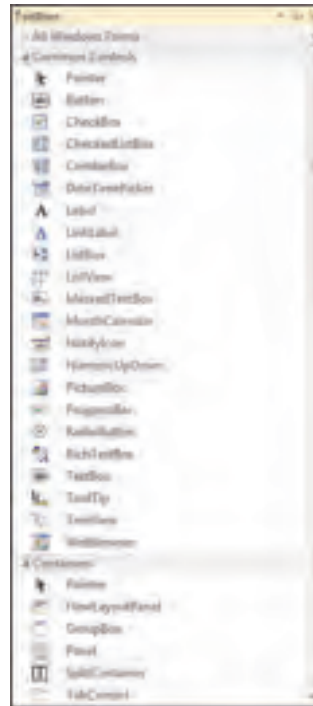 Toolbox
All Windows Forms
Common Controls
Pointer
Button
CheckBox
CheckedListBox
ComboBox
DateTimePicker
Label
LinkLabel
ListBox
ListView
MaskedTextBox
MonthCalendar
NotifyIcon
NumericUpDown
PictureBox
ProgressBar
RadioButton
RichTextBox
TextBox
ToolTip
TreeView
WebBrowser
Containers
Pointer
FlowLayoutPanel
GroupBox
Panel
SplitContainer
TabControl